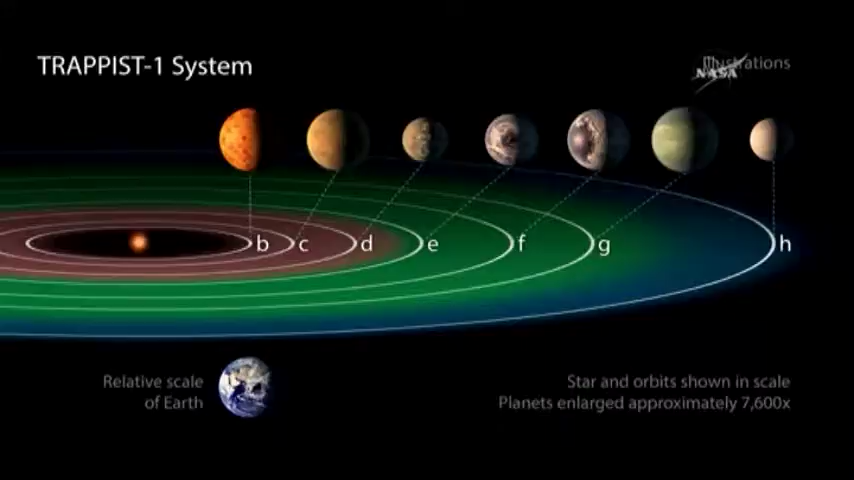 TRAPPIST-1 System
Illustrations
NASA
b c d e f g h
Relative scale
of Earth
Star and orbits shown in scale
Planets enlarged approximately 7,600x